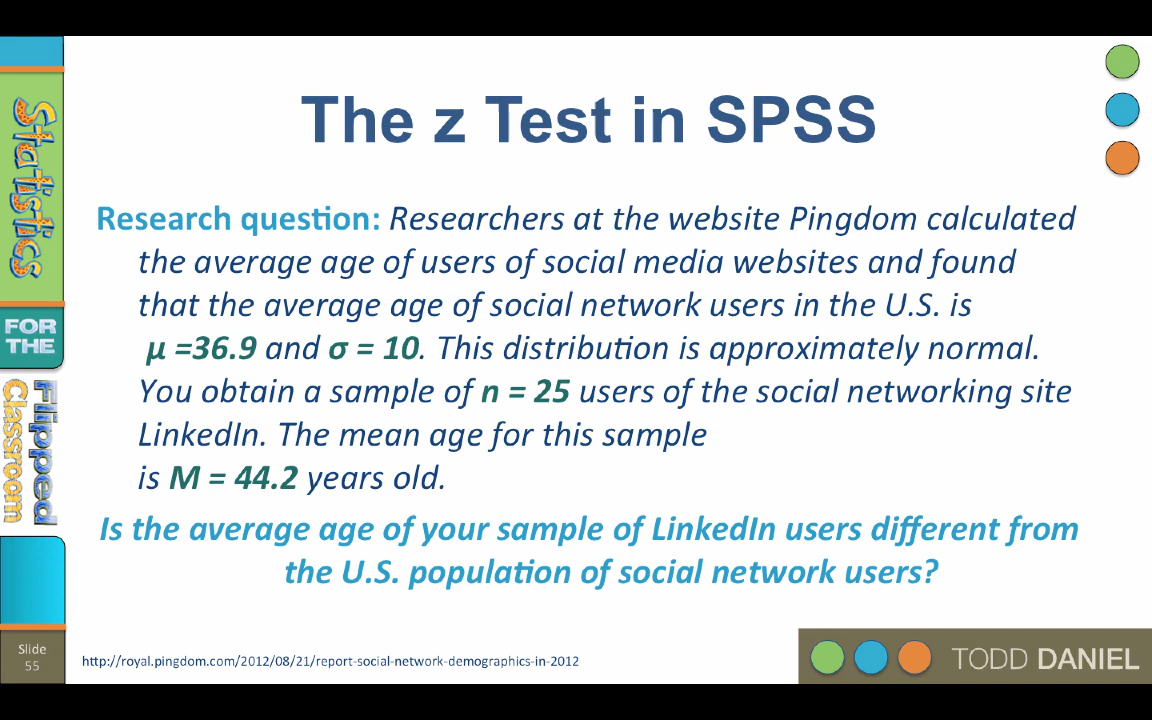 The z Test in SPSS
Research question: Researchers at the website Pingdom calculated
the average age of users of social media websites and found
that the average age of social network users in the U.S. is
μ =36.9 and σ = 10. This distribution is approximately normal.
You obtain a sample of n = 25 users of the social networking site
LinkedIn. The mean age for this sample
is M = 44.2 years old.
Is the average age of your sample of LinkedIn users different from
the U.S. population of social network users?
Statistics
FOR
THE
Flipped
Classroom
Slide
55
http://royal.pingdom.com/2012/08/21/report-social-network-demographics-in-2012
TODD DANIEL